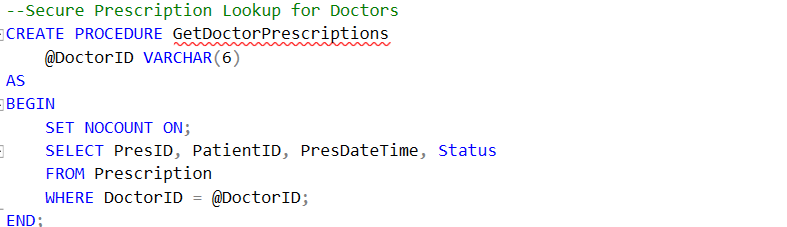 --Secure Prescription Lookup for Doctors
CREATE PROCEDURE GetDoctorPrescriptions
    @DoctorID VARCHAR(6)
AS
BEGIN
    SET NOCOUNT ON;
    SELECT PresID, PatientID, PresDateTime, Status
    FROM Prescription
    WHERE DoctorID = @DoctorID;
END;